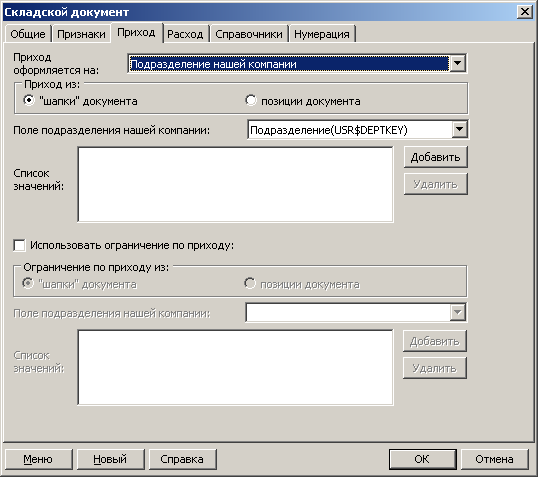 Складской документ
Общие Признаки Приход Расход Справочники Нумерация
Приход оформляется на:
Подразделение нашей компании
Приход из:
"шапки" документа
позиции документа
Поле подразделения нашей компании:
Подразделение(USR$DEPTKEY)
Список значений:
Добавить
Удалить
Использовать ограничение по приходу:
Ограничение по приходу из:
"шапки" документа
позиции документа
Поле подразделения нашей компании:
Список значений:
Добавить
Удалить
Меню Новый Справка ОК Отмена